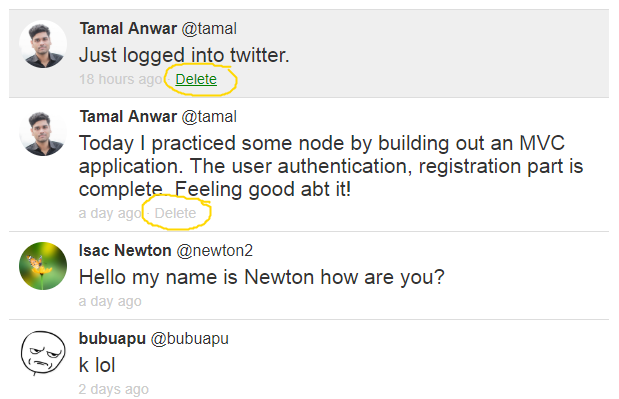 Tamal Anwar @tamal
Just logged into twitter.
18 hours ago · Delete
Tamal Anwar @tamal
Today I practiced some node by building out an MVC
application. The user authentication, registration part is
complete. Feeling good abt it!
a day ago · Delete
Isac Newton @newton2
Hello my name is Newton how are you?
a day ago
bubuapu @bubuapu
k lol
2 days ago